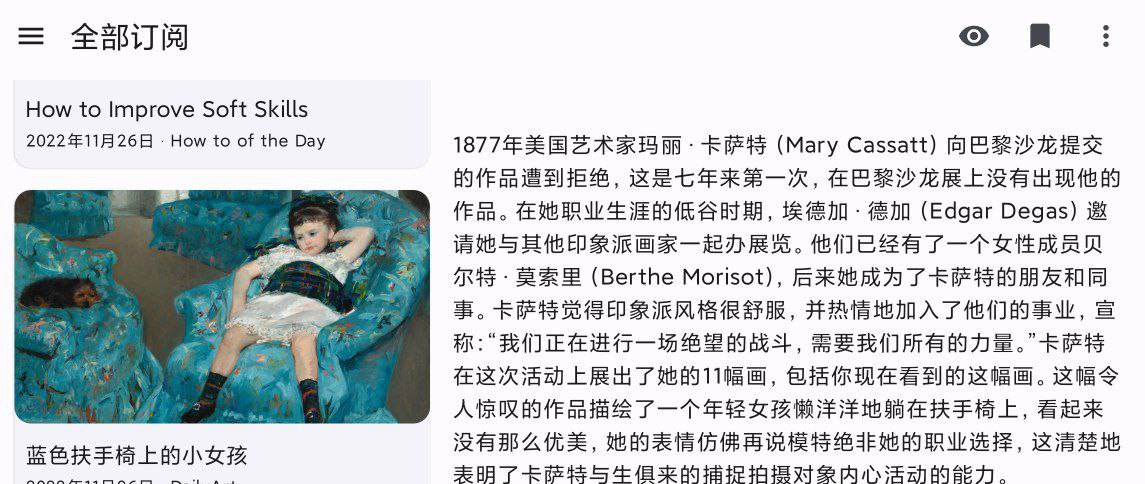 全部订阅
How to Improve Soft Skills
2022年11月26日 · How to of the Day
蓝色扶手椅上的小女孩
1877年美国艺术家玛丽 · 卡萨特 (Mary Cassatt) 向巴黎沙龙提交
的作品遭到拒绝，这是七年来第一次，在巴黎沙龙展上没有出现他的
作品。在她职业生涯的低谷时期，埃德加 · 德加 (Edgar Degas) 邀
请她与其他印象派画家一起办展览。他们已经有了一个女性成员贝
尔特 · 莫索里 (Berthe Morisot)，后来她成为了卡萨特的朋友和同
事。卡萨特觉得印象派风格很舒服，并热情地加入了他们的事业，宣
称：“我们正在进行一场绝望的战斗，需要我们所有的力量。”卡萨特
在这次活动上展出了她的11幅画，包括你现在看到的这幅画。这幅令
人惊叹的作品描绘了一个年轻女孩懒洋洋地躺在扶手椅上，看起来
没有那么优美，她的表情仿佛再说模特绝非她的职业选择，这清楚地
表明了卡萨特与生俱来的捕捉拍摄对象内心活动的能力。